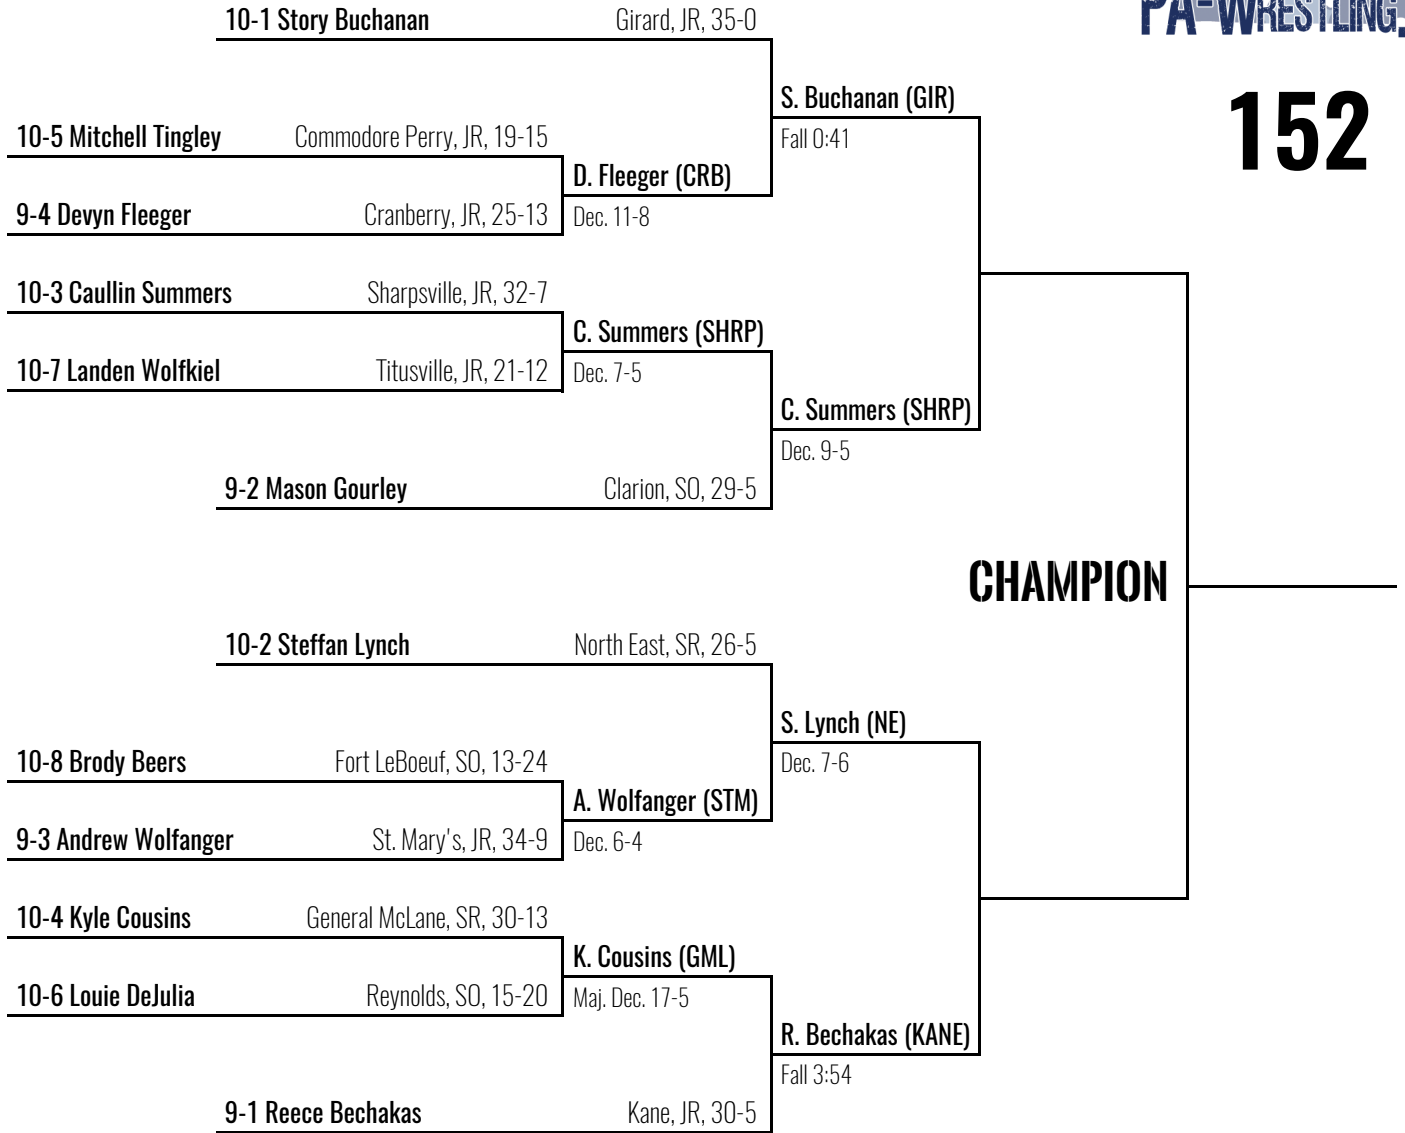 PA-WRESTLING.
152
10-1 Story Buchanan Girard, JR, 35-0
S. Buchanan (GIR)
Fall 0:41
10-5 Mitchell Tingley Commodore Perry, JR, 19-15
D. Fleeger (CRB)
Dec. 11-8
9-4 Devyn Fleeger Cranberry, JR, 25-13
10-3 Caullin Summers Sharpsville, JR, 32-7
C. Summers (SHRP)
Dec. 7-5
10-7 Landen Wolfkiel Titusville, JR, 21-12
C. Summers (SHRP)
Dec. 9-5
9-2 Mason Gourley Clarion, SO, 29-5
CHAMPION
10-2 Steffan Lynch North East, SR, 26-5
S. Lynch (NE)
Dec. 7-6
10-8 Brody Beers Fort LeBoeuf, SO, 13-24
A. Wolfanger (STM)
Dec. 6-4
9-3 Andrew Wolfanger St. Mary's, JR, 34-9
10-4 Kyle Cousins General McLane, SR, 30-13
K. Cousins (GML)
Maj. Dec. 17-5
10-6 Louie DeJulia Reynolds, SO, 15-20
R. Bechakas (KANE)
Fall 3:54
9-1 Reece Bechakas Kane, JR, 30-5